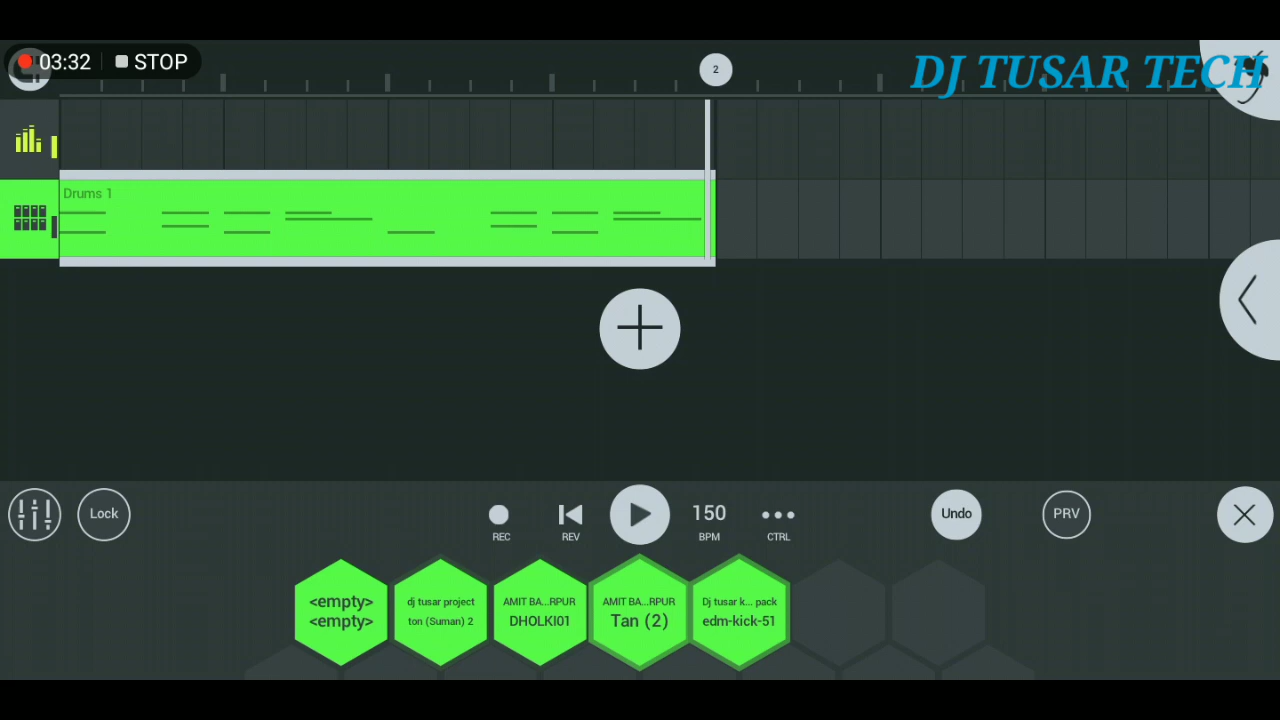 03:32 STOP
2
DJ TUSAR TECH
Drums 1
Lock
REC
REV
150
BPM
CTRL
Undo
PRV
<empty>
<empty>
dj tusar project
ton (Suman) 2
AMIT BA...RPUR
DHOLKI01
AMIT BA...RPUR
Tan (2)
Dj tusar k... pack
edm-kick-51